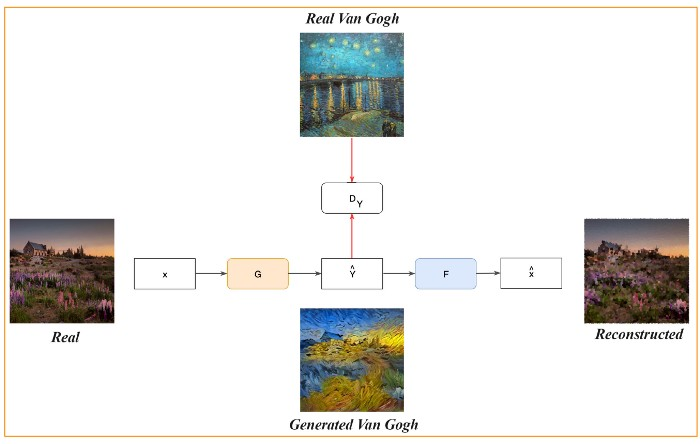 Real Van Gogh
D_Y
x
G
Ŷ
F
x̂
Real
Reconstructed
Generated Van Gogh